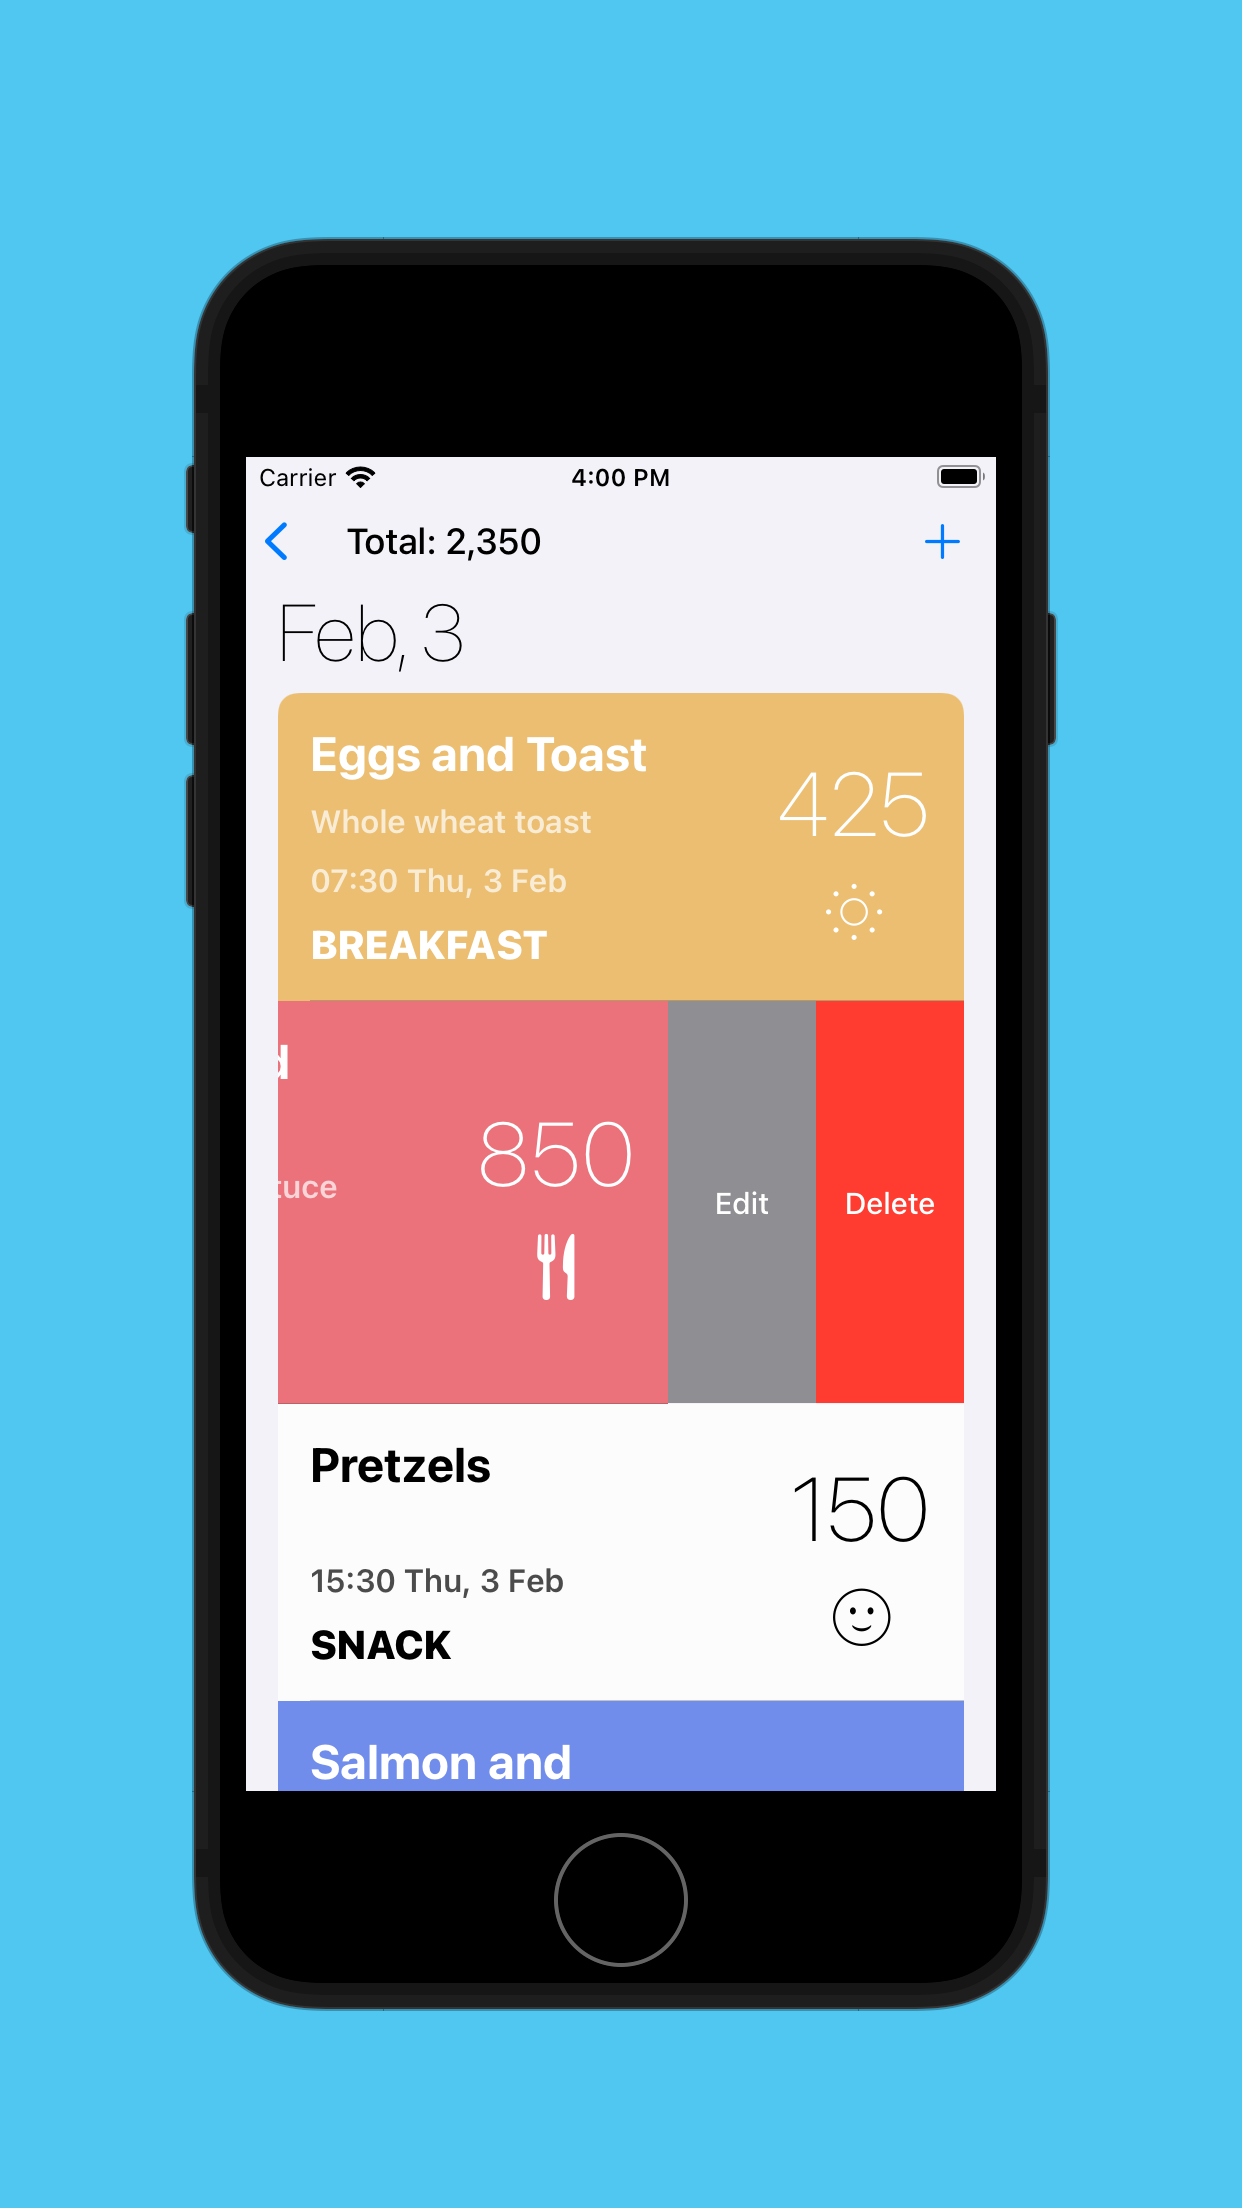 Carrier 4:00 PM
Total: 2,350
Feb, 3
Eggs and Toast
Whole wheat toast
425
07:30 Thu, 3 Feb
BREAKFAST
d
850
tuce
Edit
Delete
Pretzels
150
15:30 Thu, 3 Feb
SNACK
Salmon and